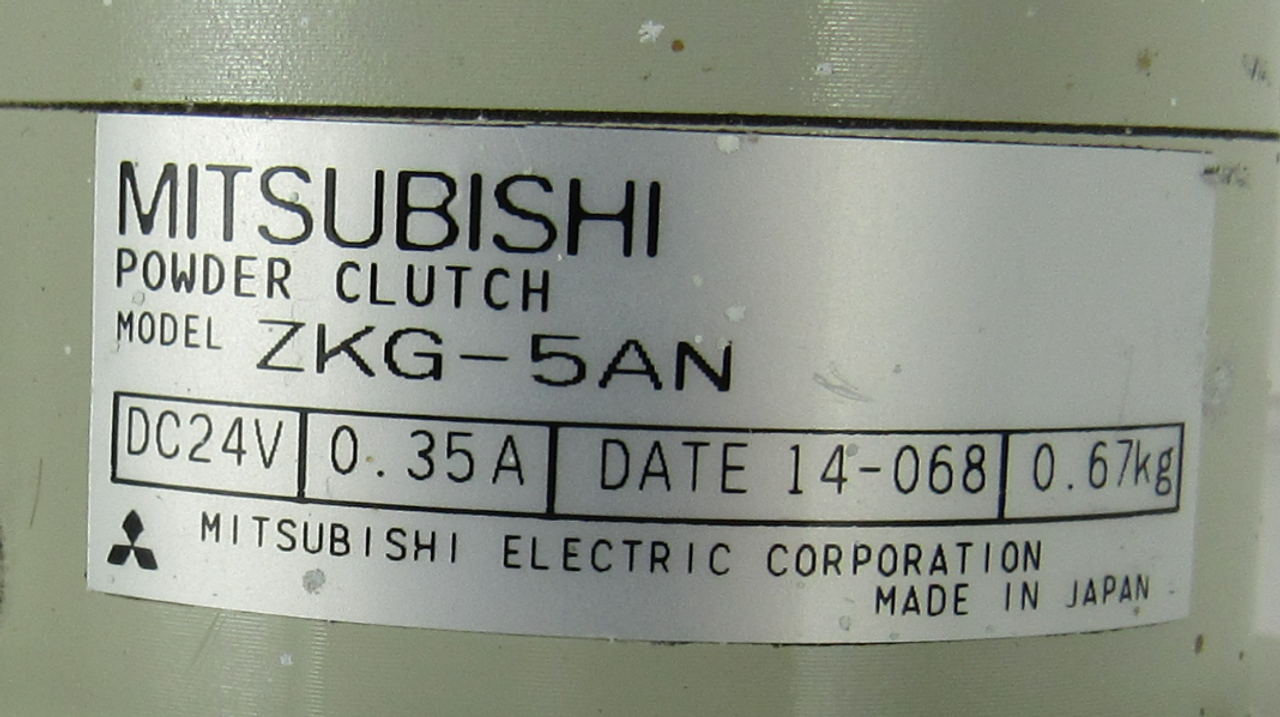 MITSUBISHI
POWDER CLUTCH
MODEL ZKG-5AN
DC24V 0.35A DATE 14-068 0.67kg
MITSUBISHI ELECTRIC CORPORATION
MADE IN JAPAN